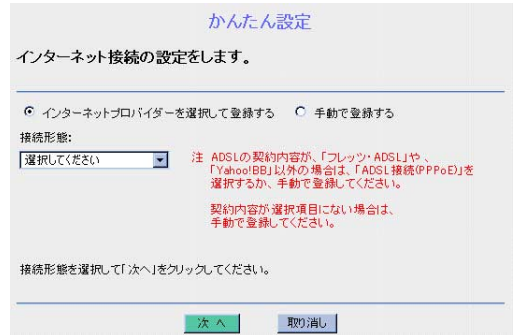 かんたん設定
インターネット接続の設定をします。
インターネットプロバイダーを選択して登録する 手動で登録する
接続形態:
選択してください
注 ADSLの契約内容が、「フレッツ・ADSL」や、
「Yahoo!BB」以外の場合は、「ADSL接続(PPPoE)」を
選択するか、手動で登録してください。
契約内容が選択項目にない場合は、
手動で登録してください。
接続形態を選択して「次へ」をクリックしてください。
次 へ 取り消し